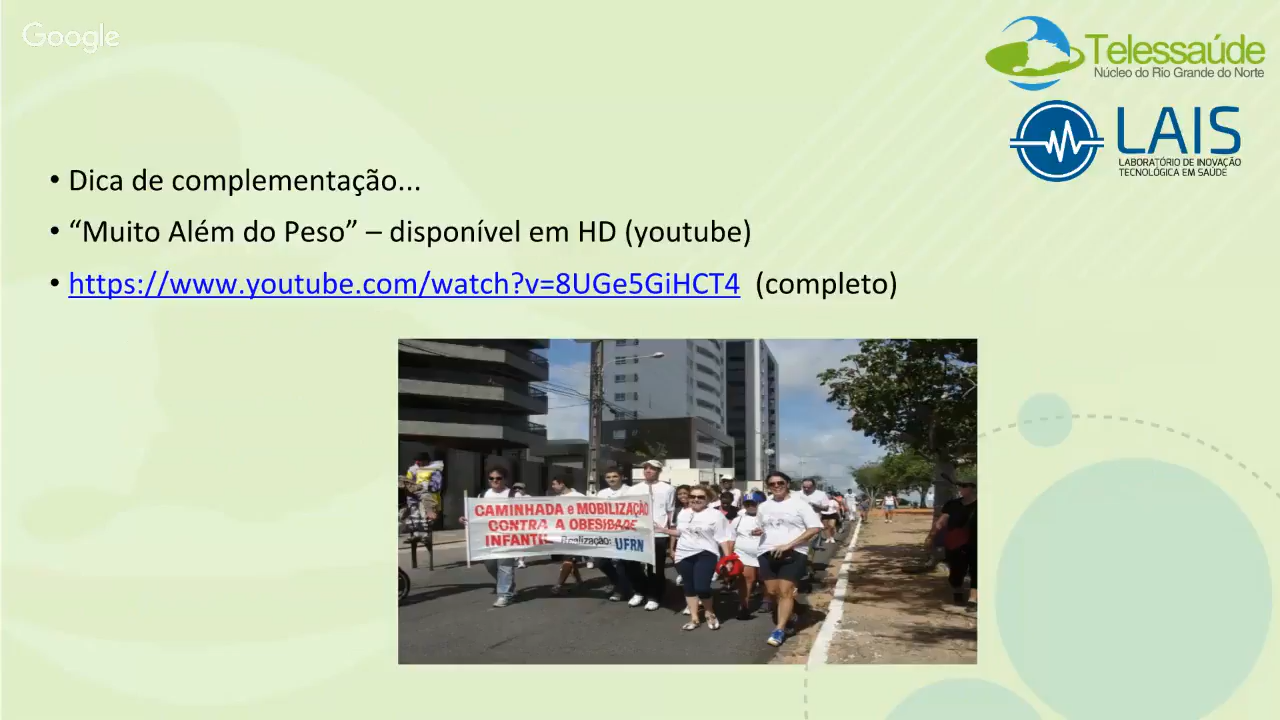 Google
Telessaúde
Núcleo do Rio Grande do Norte
LAIS
LABORATÓRIO DE INOVAÇÃO
TECNOLÓGICA EM SAÚDE
• Dica de complementação...
• “Muito Além do Peso” – disponível em HD (youtube)
• https://www.youtube.com/watch?v=8UGe5GiHCT4 (completo)
CAMINHADA e MOBILIZAÇÃO
CONTRA A OBESIDADE
INFANTIL Realização: UFRN